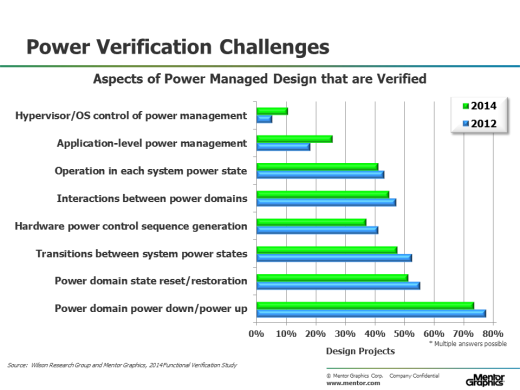 Power Verification Challenges
Aspects of Power Managed Design that are Verified
2014
2012
Hypervisor/OS control of power management
Application-level power management
Operation in each system power state
Interactions between power domains
Hardware power control sequence generation
Transitions between system power states
Power domain state reset/restoration
Power domain power down/power up
0% 10% 20% 30% 40% 50% 60% 70% 80%
* Multiple answers possible
Design Projects
Source: Wilson Research Group and Mentor Graphics, 2014 Functional Verification Study
© Mentor Graphics Corp. Company Confidential
www.mentor.com
Mentor
Graphics